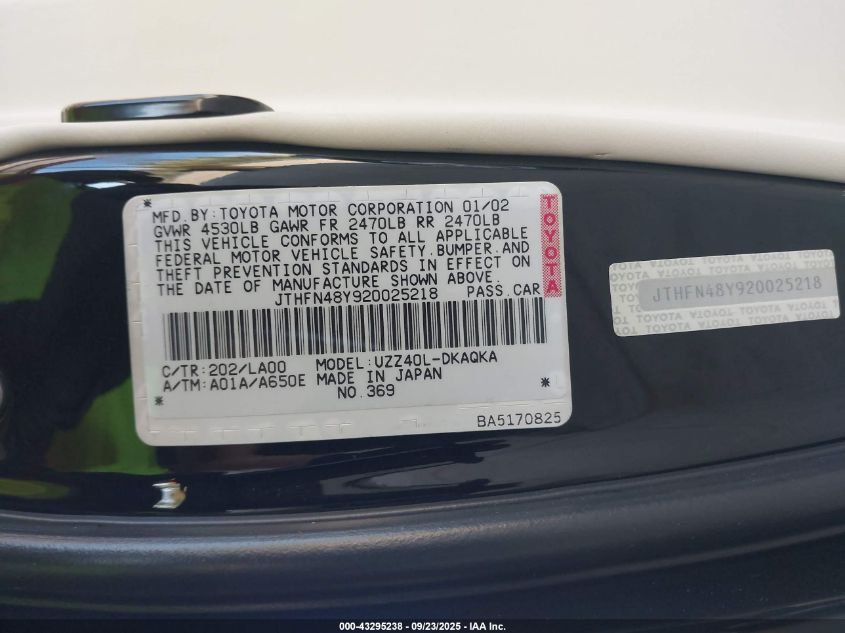 MFD.BY:TOYOTA MOTOR CORPORATION 01/02
GVWR 4530LB GAWR FR 2470LB RR 2470LB
THIS VEHICLE CONFORMS TO ALL APPLICABLE
FEDERAL MOTOR VEHICLE SAFETY,BUMPER,AND
THEFT PREVENTION STANDARDS IN EFFECT ON
THE DATE OF MANUFACTURE SHOWN ABOVE.
JTHFN48Y920025218 PASS.CAR
TOYOTA
C/TR:202/LA00 MODEL:UZZ40L-DKAQKA
A/TM:A01A/A650E MADE IN JAPAN
NO.369
BA5170825
JTHFN48Y920025218
000-43295238 - 09/23/2025 - IAA Inc.